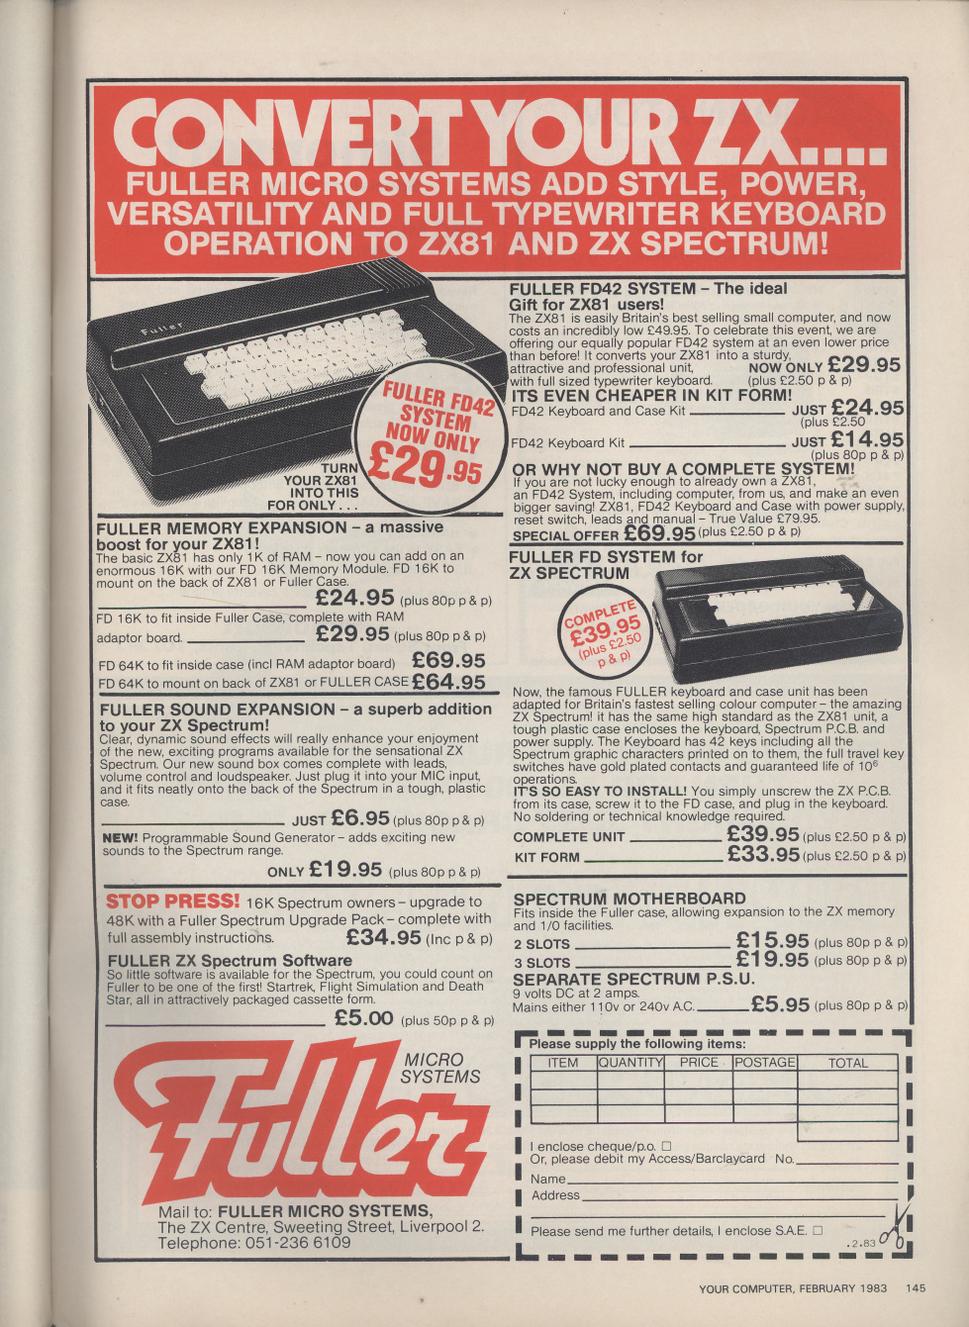 CONVERT YOUR ZX....
FULLER MICRO SYSTEMS ADD STYLE, POWER,
VERSATILITY AND FULL TYPEWRITER KEYBOARD
OPERATION TO ZX81 AND ZX SPECTRUM!
Fuller
FULLER FD42
SYSTEM
NOW ONLY
£29.95
TURN
YOUR ZX81
INTO THIS
FOR ONLY . . .
FULLER MEMORY EXPANSION – a massive
boost for your ZX81!
The basic ZX81 has only 1K of RAM – now you can add on an
enormous 16K with our FD 16K Memory Module. FD 16K to
mount on the back of ZX81 or Fuller Case.
£24.95 (plus 80p p & p)
FD 16K to fit inside Fuller Case, complete with RAM
adaptor board. £29.95 (plus 80p p & p)
FD 64K to fit inside case (incl RAM adaptor board) £69.95
FD 64K to mount on back of ZX81 or FULLER CASE £64.95
FULLER SOUND EXPANSION – a superb addition
to your ZX Spectrum!
Clear, dynamic sound effects will really enhance your enjoyment
of the new, exciting programs available for the sensational ZX
Spectrum. Our new sound box comes complete with leads,
volume control and loudspeaker. Just plug it into your MIC input,
and it fits neatly onto the back of the Spectrum in a tough, plastic
case.
JUST £6.95 (plus 80p p & p)
NEW! Programmable Sound Generator – adds exciting new
sounds to the Spectrum range.
ONLY £19.95 (plus 80p p & p)
STOP PRESS! 16K Spectrum owners – upgrade to
48K with a Fuller Spectrum Upgrade Pack – complete with
full assembly instructions. £34.95 (Inc p & p)
FULLER ZX Spectrum Software
So little software is available for the Spectrum, you could count on
Fuller to be one of the first! Startrek, Flight Simulation and Death
Star, all in attractively packaged cassette form.
£5.00 (plus 50p p & p)
Fuller
MICRO
SYSTEMS
Mail to: FULLER MICRO SYSTEMS,
The ZX Centre, Sweeting Street, Liverpool 2.
Telephone: 051-236 6109
FULLER FD42 SYSTEM – The ideal
Gift for ZX81 users!
The ZX81 is easily Britain's best selling small computer, and now
costs an incredibly low £49.95. To celebrate this event, we are
offering our equally popular FD42 system at an even lower price
than before! It converts your ZX81 into a sturdy,
attractive and professional unit, NOW ONLY £29.95
with full sized typewriter keyboard. (plus £2.50 p & p)
ITS EVEN CHEAPER IN KIT FORM!
FD42 Keyboard and Case Kit JUST £24.95
(plus £2.50
FD42 Keyboard Kit JUST £14.95
(plus 80p p & p)
OR WHY NOT BUY A COMPLETE SYSTEM!
If you are not lucky enough to already own a ZX81,
an FD42 System, including computer, from us, and make an even
bigger saving! ZX81, FD42 Keyboard and Case with power supply,
reset switch, leads and manual – True Value £79.95.
SPECIAL OFFER £69.95 (plus £2.50 p & p)
FULLER FD SYSTEM for
ZX SPECTRUM
COMPLETE
£39.95
(plus £2.50
p & p)
Now, the famous FULLER keyboard and case unit has been
adapted for Britain's fastest selling colour computer – the amazing
ZX Spectrum! it has the same high standard as the ZX81 unit, a
tough plastic case encloses the keyboard, Spectrum P.C.B. and
power supply. The Keyboard has 42 keys including all the
Spectrum graphic characters printed on to them, the full travel key
switches have gold plated contacts and guaranteed life of 10⁶
operations.
IT'S SO EASY TO INSTALL! You simply unscrew the ZX P.C.B.
from its case, screw it to the FD case, and plug in the keyboard.
No soldering or technical knowledge required.
COMPLETE UNIT £39.95 (plus £2.50 p & p)
KIT FORM £33.95 (plus £2.50 p & p)
SPECTRUM MOTHERBOARD
Fits inside the Fuller case, allowing expansion to the ZX memory
and 1/0 facilities.
2 SLOTS £15.95 (plus 80p p & p)
3 SLOTS £19.95 (plus 80p p & p)
SEPARATE SPECTRUM P.S.U.
9 volts DC at 2 amps.
Mains either 110v or 240v A.C. £5.95 (plus 80p p & p)
Please supply the following items:
ITEM QUANTITY PRICE POSTAGE TOTAL
I enclose cheque/p.o. □
Or, please debit my Access/Barclaycard No.
Name
Address
Please send me further details, I enclose S.A.E. □
.2.83
YOUR COMPUTER, FEBRUARY 1983 145